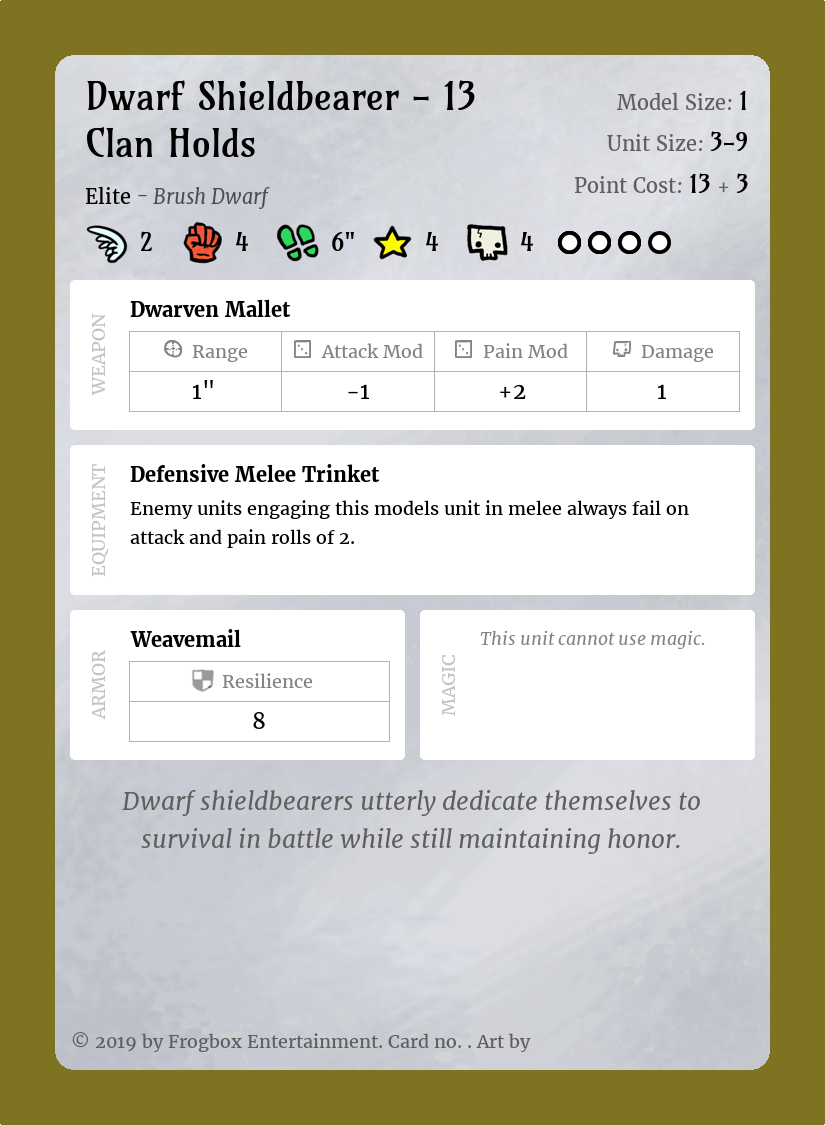 Dwarf Shieldbearer – 13
Clan Holds
Model Size: 1
Unit Size: 3–9
Point Cost: 13 + 3
Elite – Brush Dwarf
2 4 6" 4 4
WEAPON
Dwarven Mallet
Range Attack Mod Pain Mod Damage
1" -1 +2 1
EQUIPMENT
Defensive Melee Trinket
Enemy units engaging this models unit in melee always fail on
attack and pain rolls of 2.
ARMOR
Weavemail
Resilience
8
MAGIC
This unit cannot use magic.
Dwarf shieldbearers utterly dedicate themselves to
survival in battle while still maintaining honor.
© 2019 by Frogbox Entertainment. Card no. . Art by